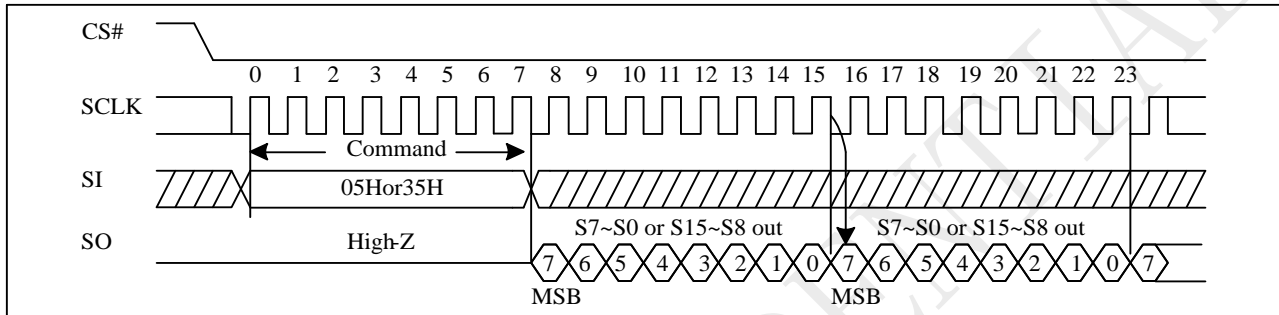 CS#
0 1 2 3 4 5 6 7 8 9 10 11 12 13 14 15 16 17 18 19 20 21 22 23
SCLK
Command
SI
05Hor35H
S7~S0 or S15~S8 out S7~S0 or S15~S8 out
SO
High-Z
7 6 5 4 3 2 1 0 7 6 5 4 3 2 1 0 7
MSB MSB